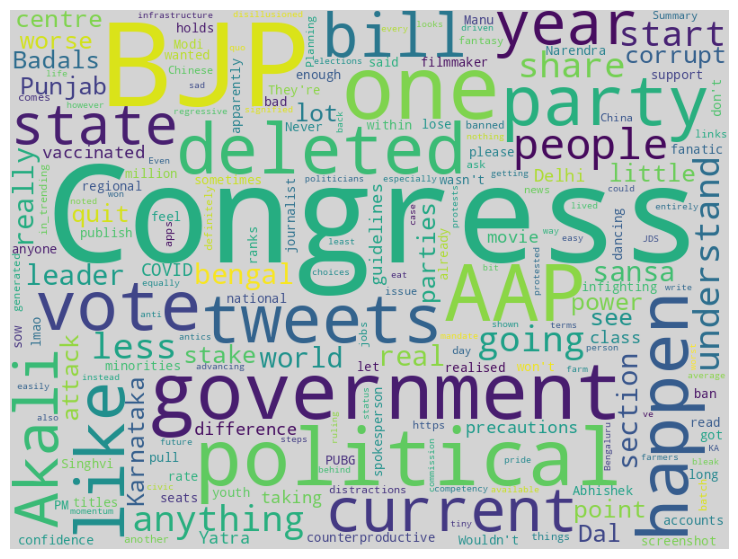 centre
infrastructure
Modi
BJP
bill
year
Manu
Summary
start
worse
holds
wanted
Narendra
Badals
Chinese
They're
enough
said
filmmaker
share
corrupt
Punjab
apparently
bad
one
party
support
life
sad
lot
Never
China
don't
state
comes
however
regressive
deleted
within
lose
banned
people
links
vaccinated
Even
please
wasn't
ask
nothing
Delhi
fanatic
really
million
sometimes
back
politicians
especially
getting
news
could
little
regional
won
Congress
quit
in_trending
noted
feel
definitely
journalist
guidelines
parties
already
movie
lived
way
easy
dancing
JDS
entirely
publish
apps
ranks
least
case
protests
anyone
leader
COVID
bengal
choices
eat
bit
protested
infighting
write
sansa
understand
generated
equally
national
issue
AAP
power
shown
terms
person
vote
tweets
going
see
class
sow
lmao
anti
antics
jobs
day
won't
farm
average
less
stake
world
real
like
minorities
advancing
let
realised
ban
attack
instead
Karnataka
government
section
happen
Akali
easily
also
difference
status
https
precautions
read
got
ve
KA
future
ruling
spokesperson
political
Bengaluru
farmers
Singhvi
pull
steps
PUBG
behind
commission
pride
bleak
long
PM
titles
rate
youth
taking
distractions
competency
available
Abhishek
accounts
momentum
civic
seats
anything
current
point
confidence
another
Yatra
counterproductive
tiny
Wouldn't
things
Dal
screenshot
every
looks
driven
fantasy
Planning
elections